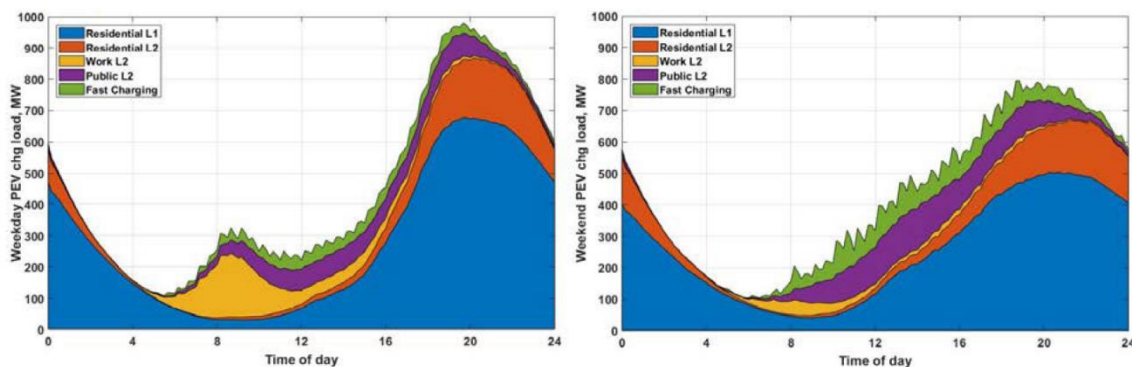 Weekday PEV chg load, MW
1000
900
800
700
600
500
400
300
200
100
0
Residential L1
Residential L2
Work L2
Public L2
Fast Charging
0 4 8 12 16 20 24
Time of day
Weekend PEV chg load, MW
1000
900
800
700
600
500
400
300
200
100
0
Residential L1
Residential L2
Work L2
Public L2
Fast Charging
0 4 8 12 16 20 24
Time of day